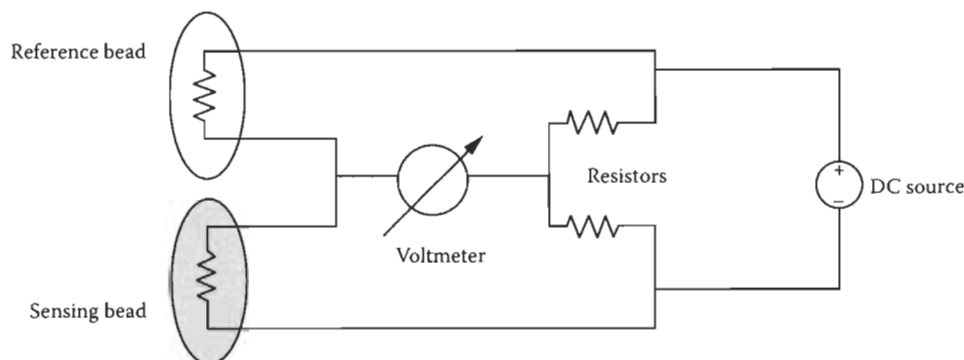 Reference bead
Resistors
+
DC source
–
Voltmeter
Sensing bead